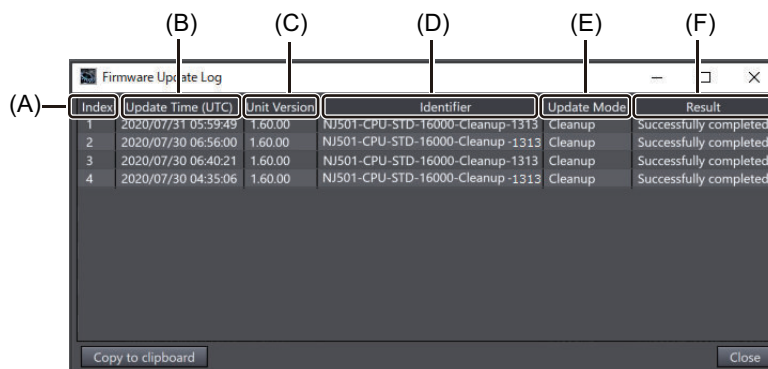 (B) (C) (D) (E) (F)
Firmware Update Log
(A)
Index Update Time (UTC) Unit Version Identifier Update Mode Result
1 2020/07/31 05:59:49 1.60.00 NJ501-CPU-STD-16000-Cleanup-1313 Cleanup Successfully completed
2 2020/07/30 06:56:00 1.60.00 NJ501-CPU-STD-16000-Cleanup -1313 Cleanup Successfully completed
3 2020/07/30 06:40:21 1.60.00 NJ501-CPU-STD-16000-Cleanup-1313 Cleanup Successfully completed
4 2020/07/30 04:35:06 1.60.00 NJ501-CPU-STD-16000-Cleanup -1313 Cleanup Successfully completed
Copy to clipboard Close